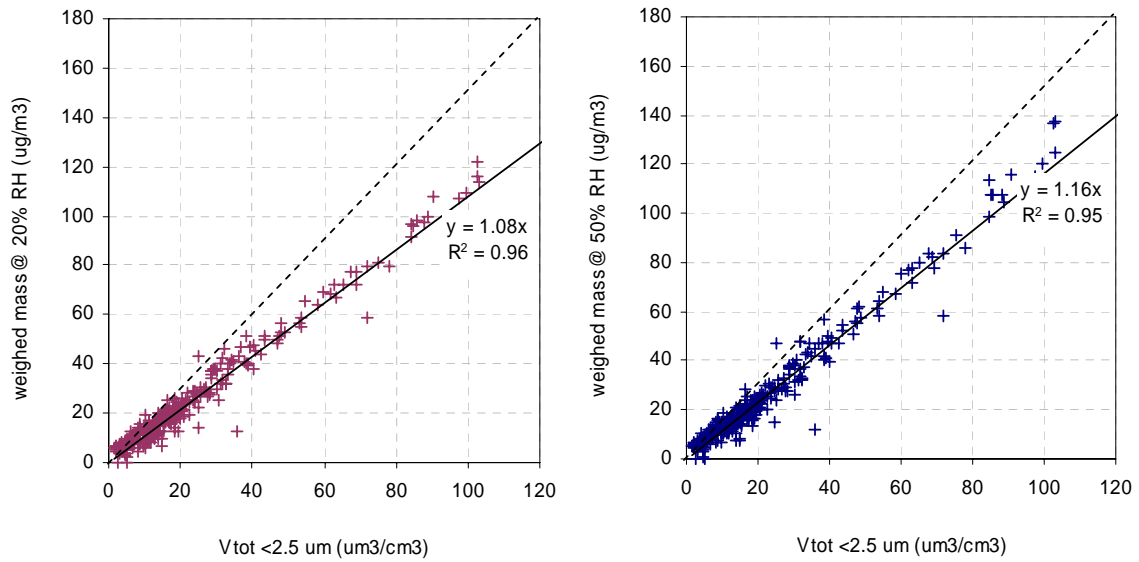 180
160
140
120
100
80
60
40
20
0
weighed mass @ 20% RH (ug/m3)
y = 1.08x
R² = 0.96
0 20 40 60 80 100 120
Vtot <2.5 um (um3/cm3)
180
160
140
120
100
80
60
40
20
0
weighed mass @ 50% RH (ug/m3)
y = 1.16x
R² = 0.95
0 20 40 60 80 100 120
Vtot <2.5 um (um3/cm3)